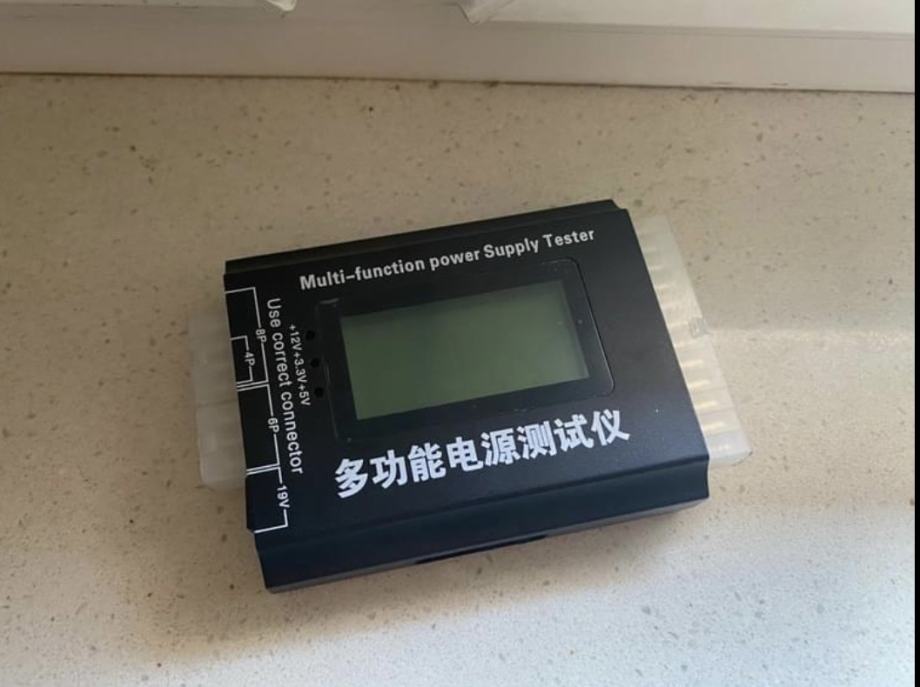 Multi-function power Supply Tester
+12V+3.3V+5V
Use correct connector
8P
4P
6P
19V
多功能电源测试仪